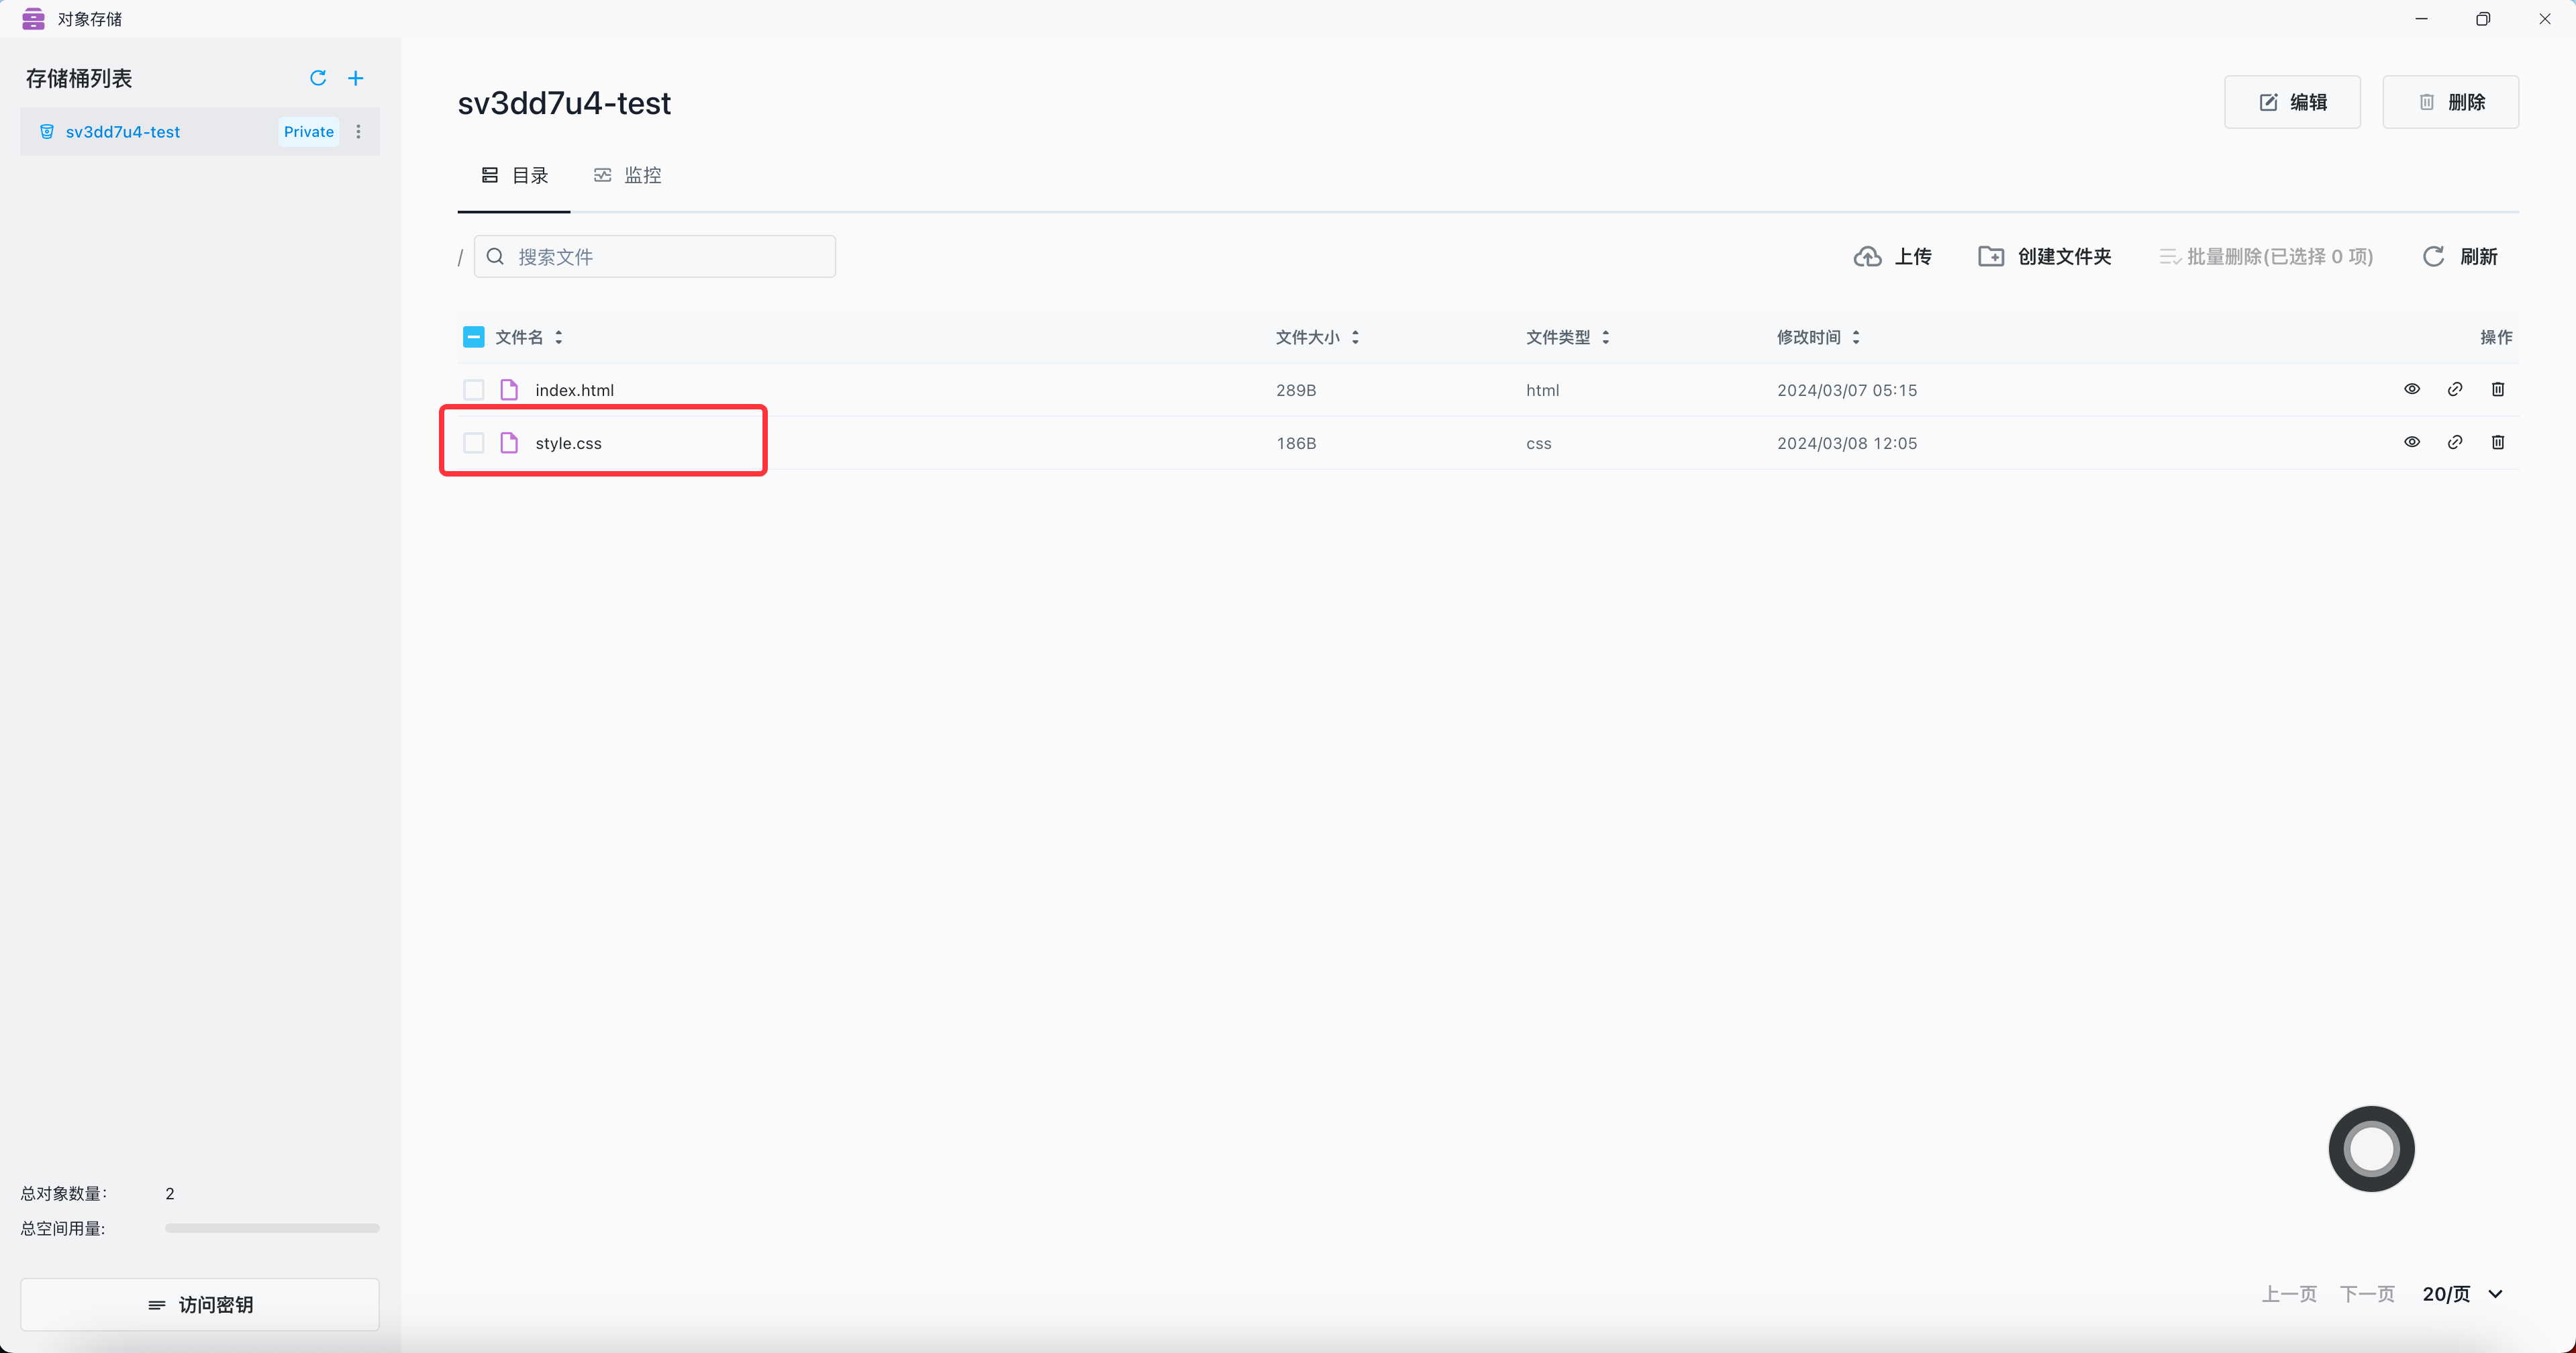 对象存储
存储桶列表
sv3dd7u4-test Private
sv3dd7u4-test
编辑 删除
目录 监控
/ 搜索文件 上传 创建文件夹 批量删除(已选择 0 项) 刷新
文件名 文件大小 文件类型 修改时间 操作
index.html 289B html 2024/03/07 05:15
style.css 186B css 2024/03/08 12:05
总对象数量: 2
总空间用量:
访问密钥
上一页 下一页 20/页